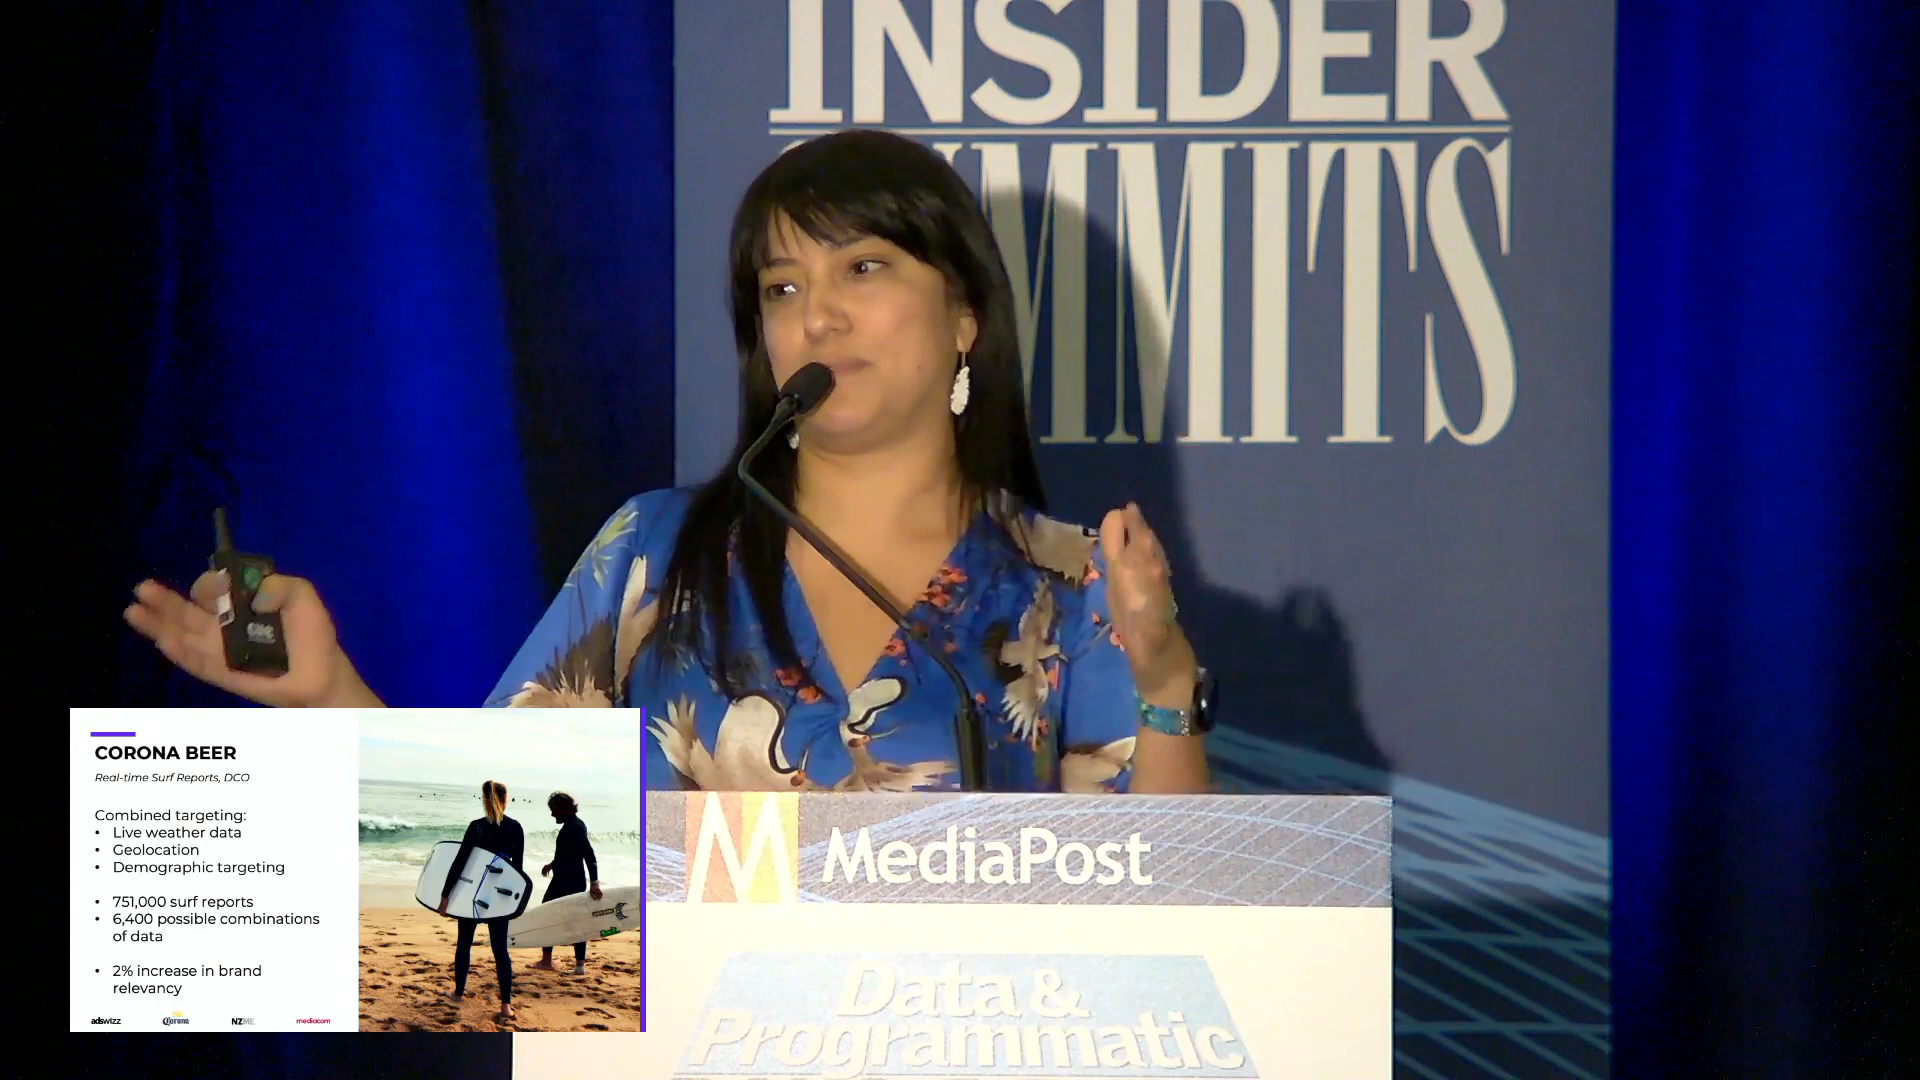 INSIDER
SUMMITS
CORONA BEER
Real-time Surf Reports, DCO
Combined targeting:
• Live weather data
• Geolocation
• Demographic targeting
• 751,000 surf reports
• 6,400 possible combinations
of data
• 2% increase in brand
relevancy
adswizz
Corona
NZME.
mediacom
M MediaPost
Data &
Programmatic